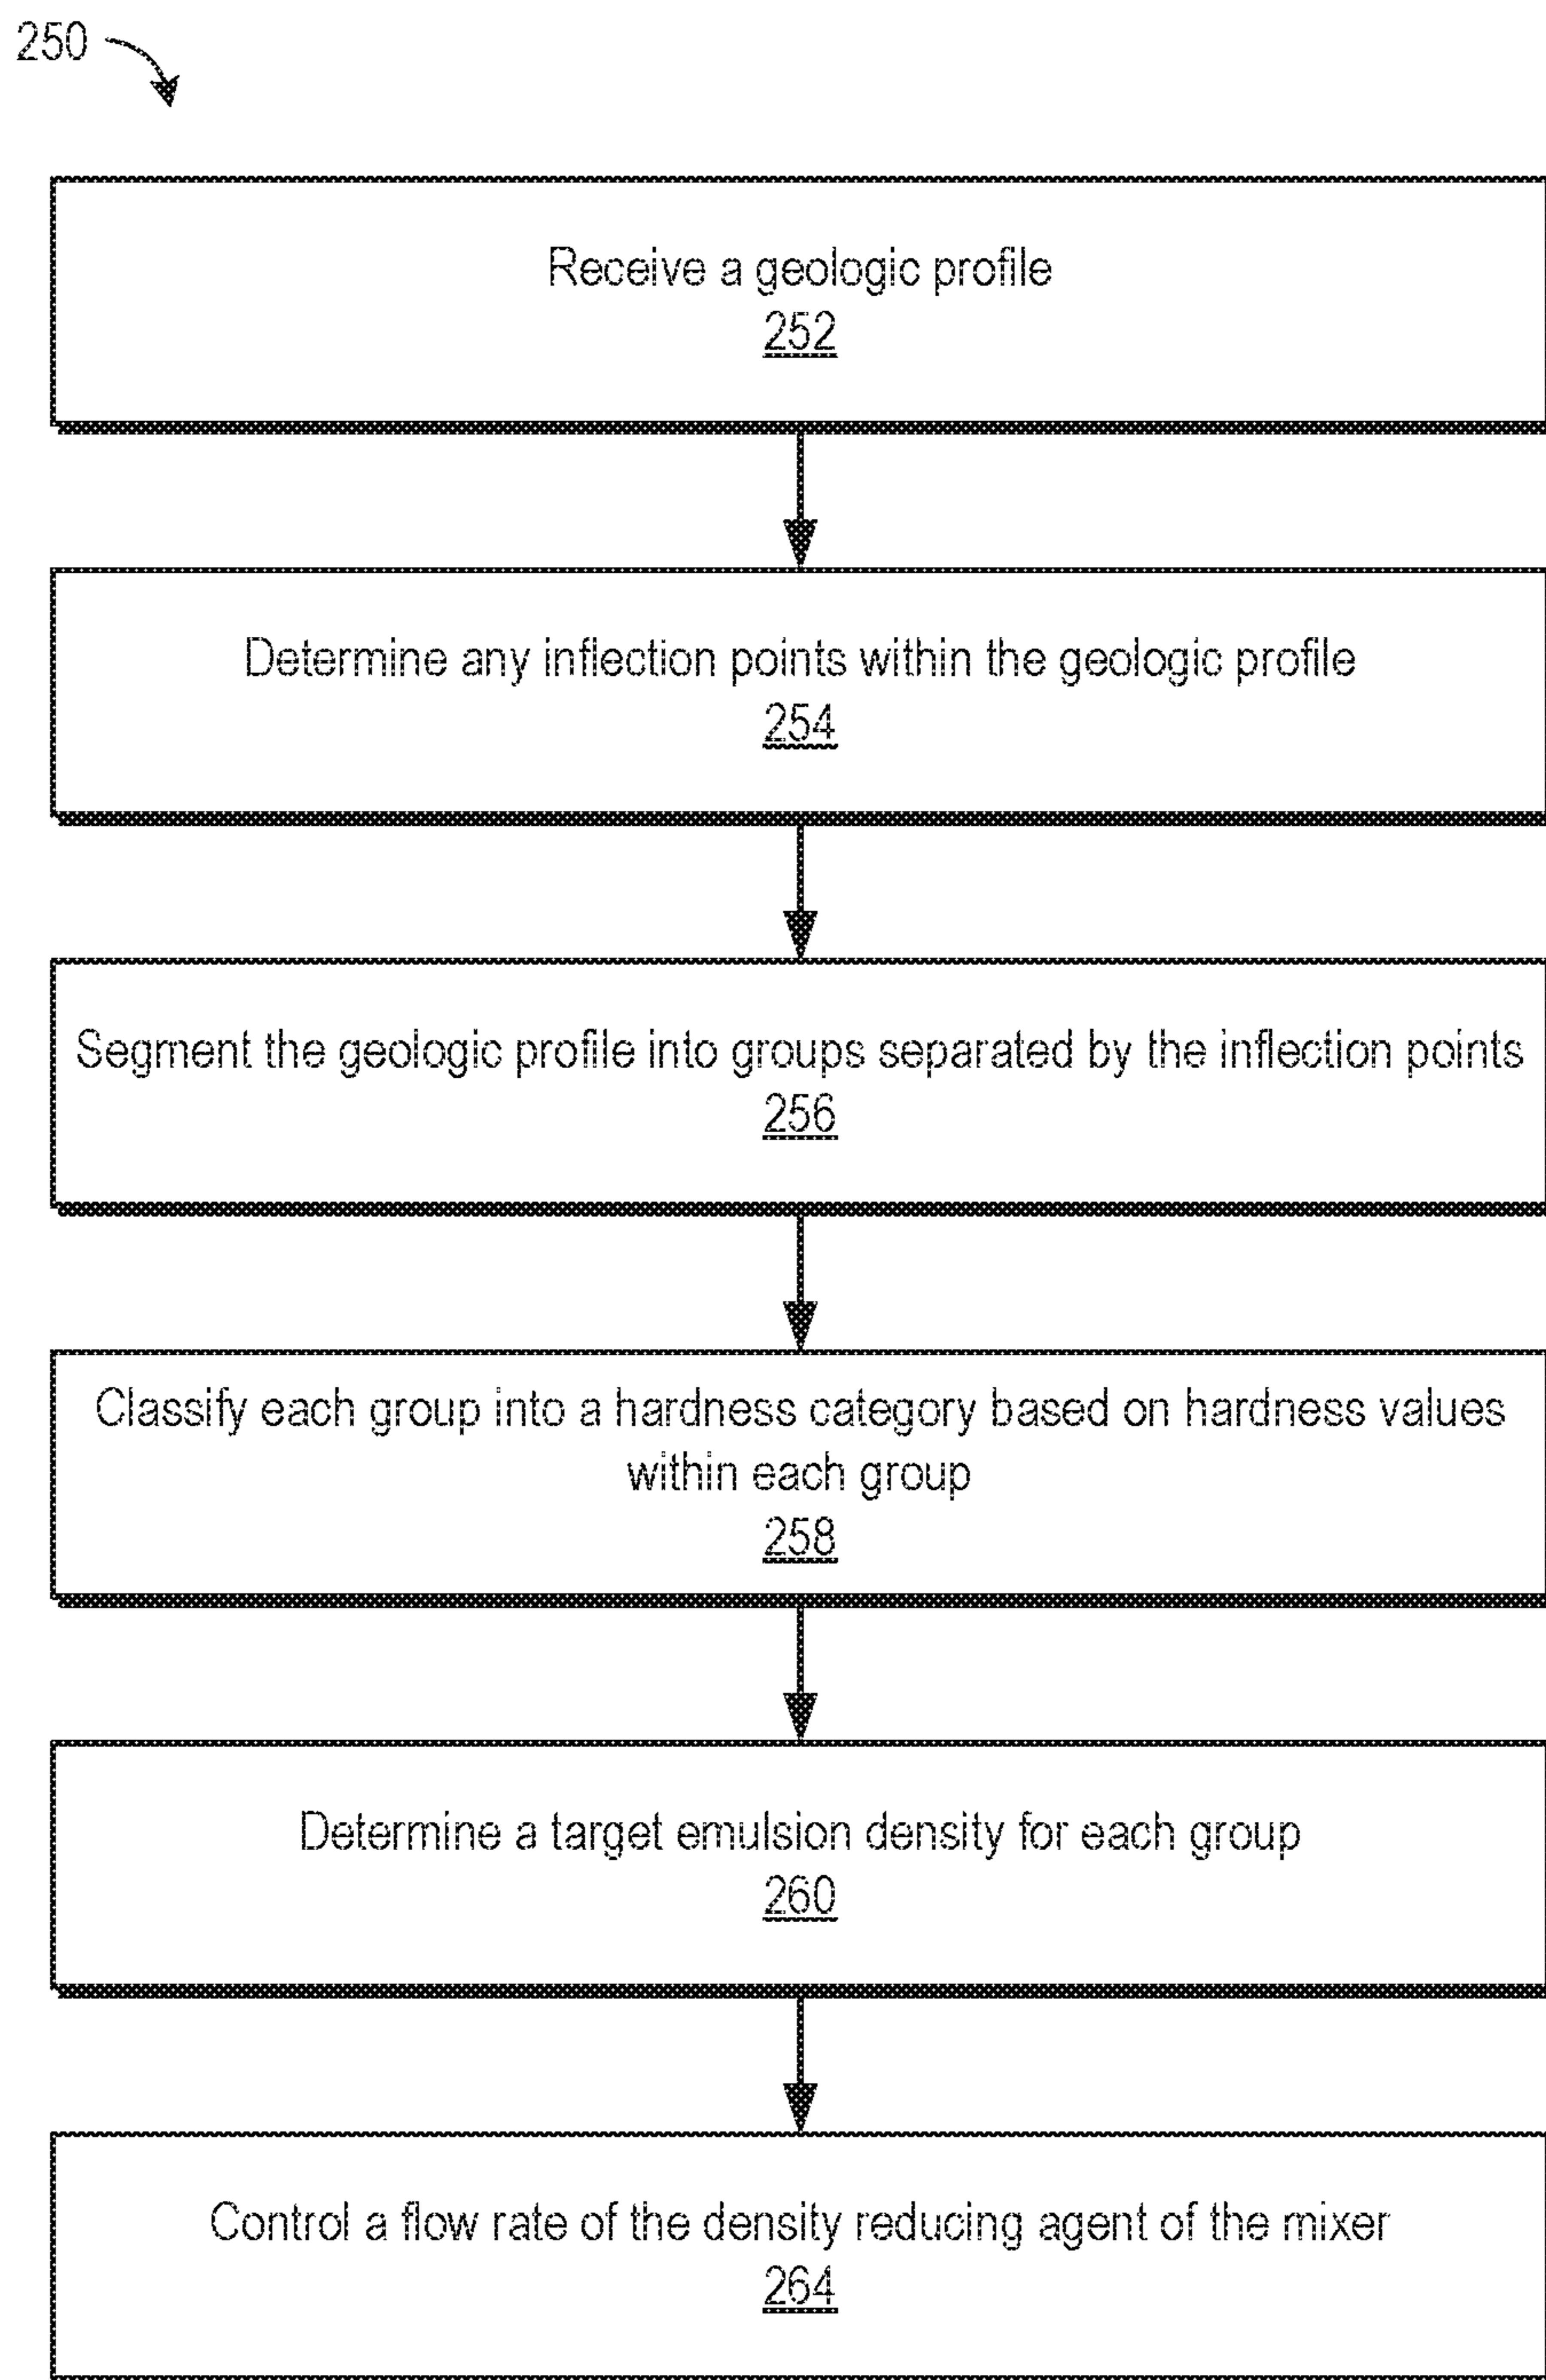 250
Receive a geologic profile
252
Determine any inflection points within the geologic profile
254
Segment the geologic profile into groups separated by the inflection points
256
Classify each group into a hardness category based on hardness values
within each group
258
Determine a target emulsion density for each group
260
Control a flow rate of the density reducing agent of the mixer
264